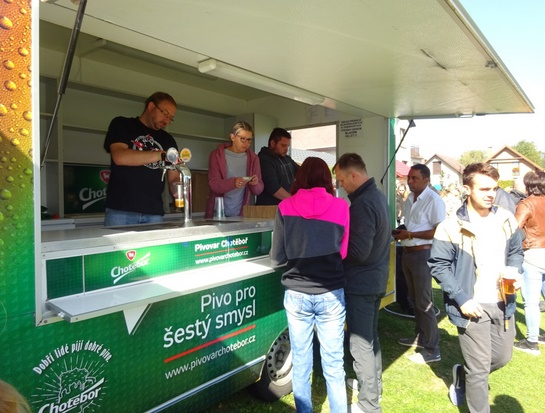 Chotěboř
Pivovar Chotěboř
www.pivovarchotebor.cz
Chotěboř
Pivo pro
šestý smysl
www.pivovarchotebor.cz
Dobří lidé pijí dobré pivo
Chotěboř